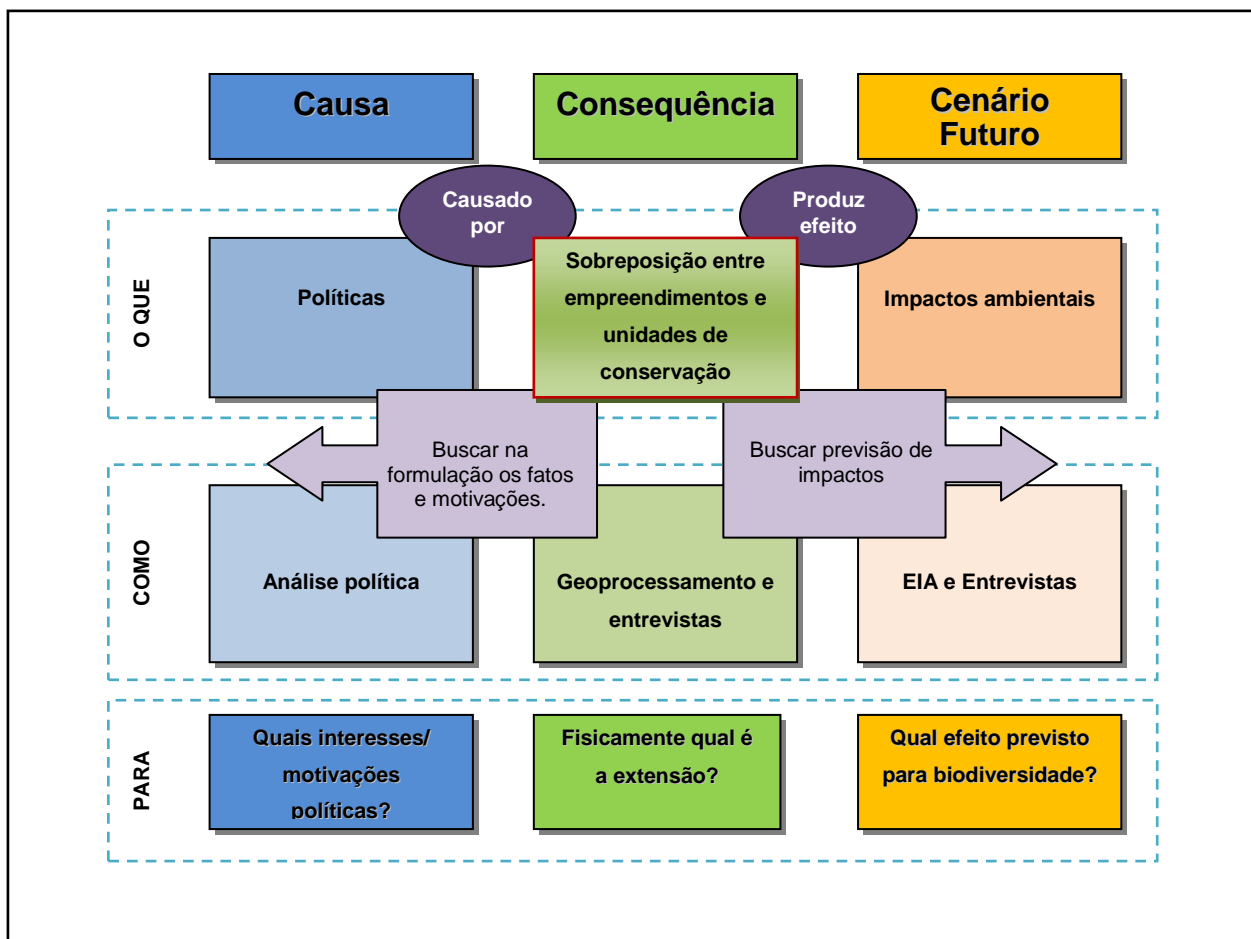 Causa
Consequência
Cenário
Futuro
Causado
por
Produz
efeito
O QUE
Políticas
Sobreposição entre
empreendimentos e
unidades de
conservação
Impactos ambientais
Buscar na
formulação os fatos
e motivações.
Buscar previsão de
impactos
COMO
Análise política
Geoprocessamento e
entrevistas
EIA e Entrevistas
PARA
Quais interesses/
motivações
políticas?
Fisicamente qual é
a extensão?
Qual efeito previsto
para biodiversidade?